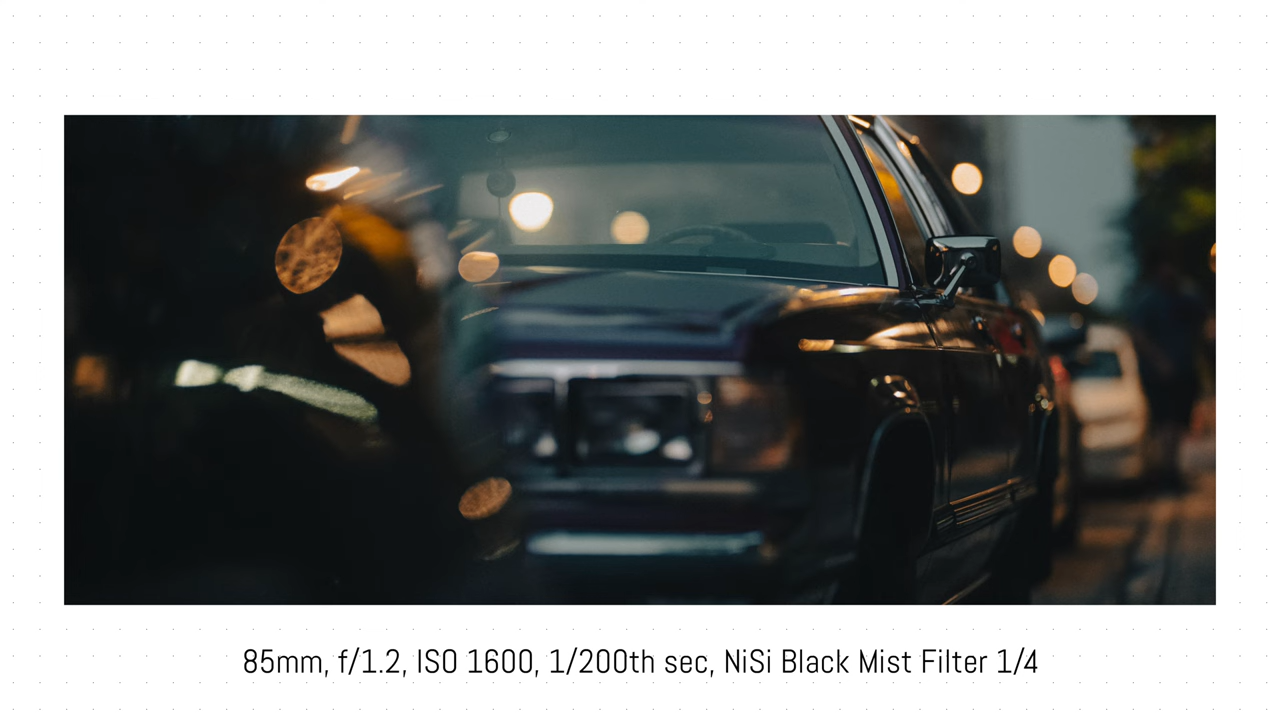 85mm, f/1.2, ISO 1600, 1/200th sec, NiSi Black Mist Filter 1/4